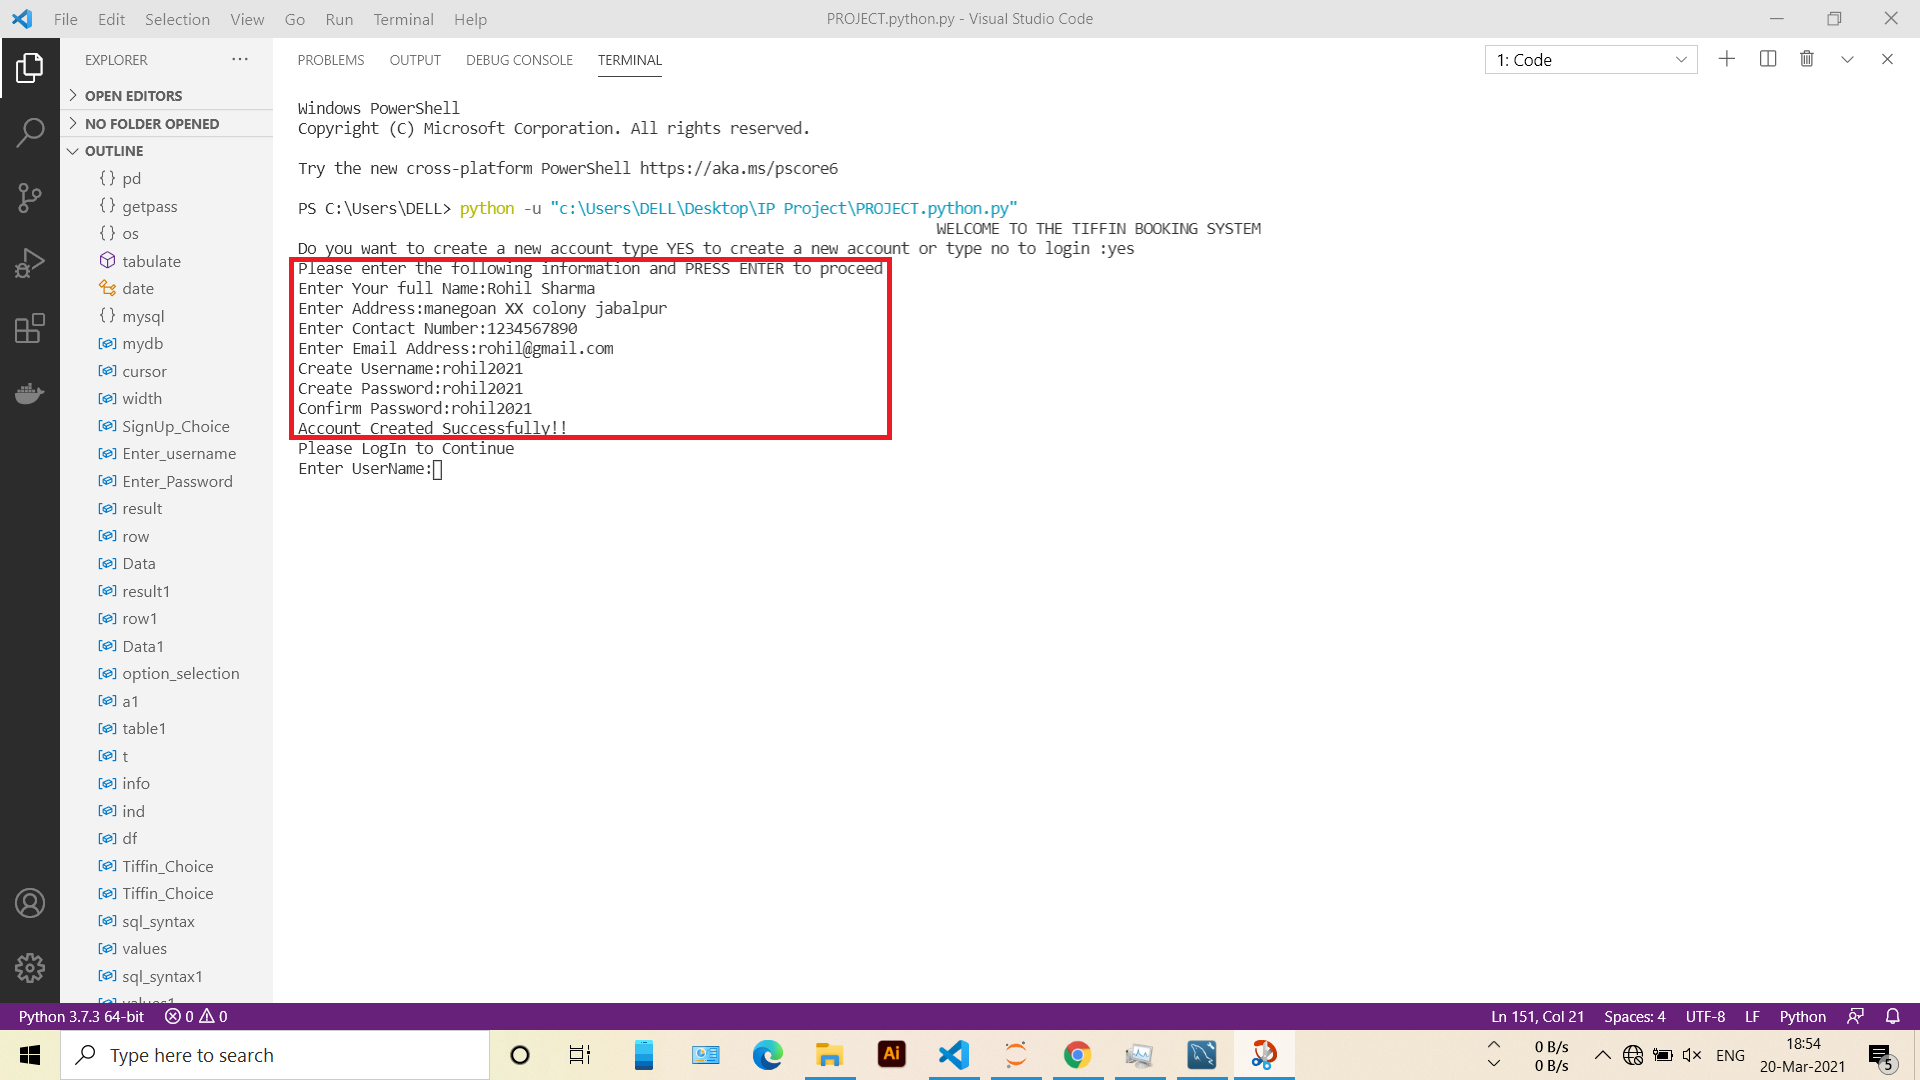 File Edit Selection View Go Run Terminal Help
PROJECT.python.py - Visual Studio Code
EXPLORER
OPEN EDITORS
NO FOLDER OPENED
OUTLINE
pd
getpass
os
tabulate
date
mysql
mydb
cursor
width
SignUp_Choice
Enter_username
Enter_Password
result
row
Data
result1
row1
Data1
option_selection
a1
table1
t
info
ind
df
Tiffin_Choice
Tiffin_Choice
sql_syntax
values
sql_syntax1
values1
PROBLEMS OUTPUT DEBUG CONSOLE TERMINAL
1: Code
Windows PowerShell
Copyright (C) Microsoft Corporation. All rights reserved.
Try the new cross-platform PowerShell https://aka.ms/pscore6
PS C:\Users\DELL> python -u "c:\Users\DELL\Desktop\IP Project\PROJECT.python.py"
WELCOME TO THE TIFFIN BOOKING SYSTEM
Do you want to create a new account type YES to create a new account or type no to login :yes
Please enter the following information and PRESS ENTER to proceed
Enter Your full Name:Rohil Sharma
Enter Address:manegoan XX colony jabalpur
Enter Contact Number:1234567890
Enter Email Address:rohil@gmail.com
Create Username:rohil2021
Create Password:rohil2021
Confirm Password:rohil2021
Account Created Successfully!!
Please LogIn to Continue
Enter UserName:
Python 3.7.3 64-bit 0 0
Ln 151, Col 21 Spaces: 4 UTF-8 LF Python
Type here to search
Ai
0 B/s
0 B/s
ENG
18:54
20-Mar-2021
5